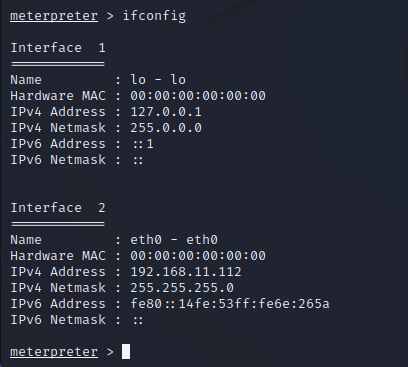 meterpreter > ifconfig
Interface  1
============
Name         : lo - lo
Hardware MAC : 00:00:00:00:00:00
IPv4 Address : 127.0.0.1
IPv4 Netmask : 255.0.0.0
IPv6 Address : ::1
IPv6 Netmask : ::
Interface  2
============
Name         : eth0 - eth0
Hardware MAC : 00:00:00:00:00:00
IPv4 Address : 192.168.11.112
IPv4 Netmask : 255.255.255.0
IPv6 Address : fe80::14fe:53ff:fe6e:265a
IPv6 Netmask : ::
meterpreter >